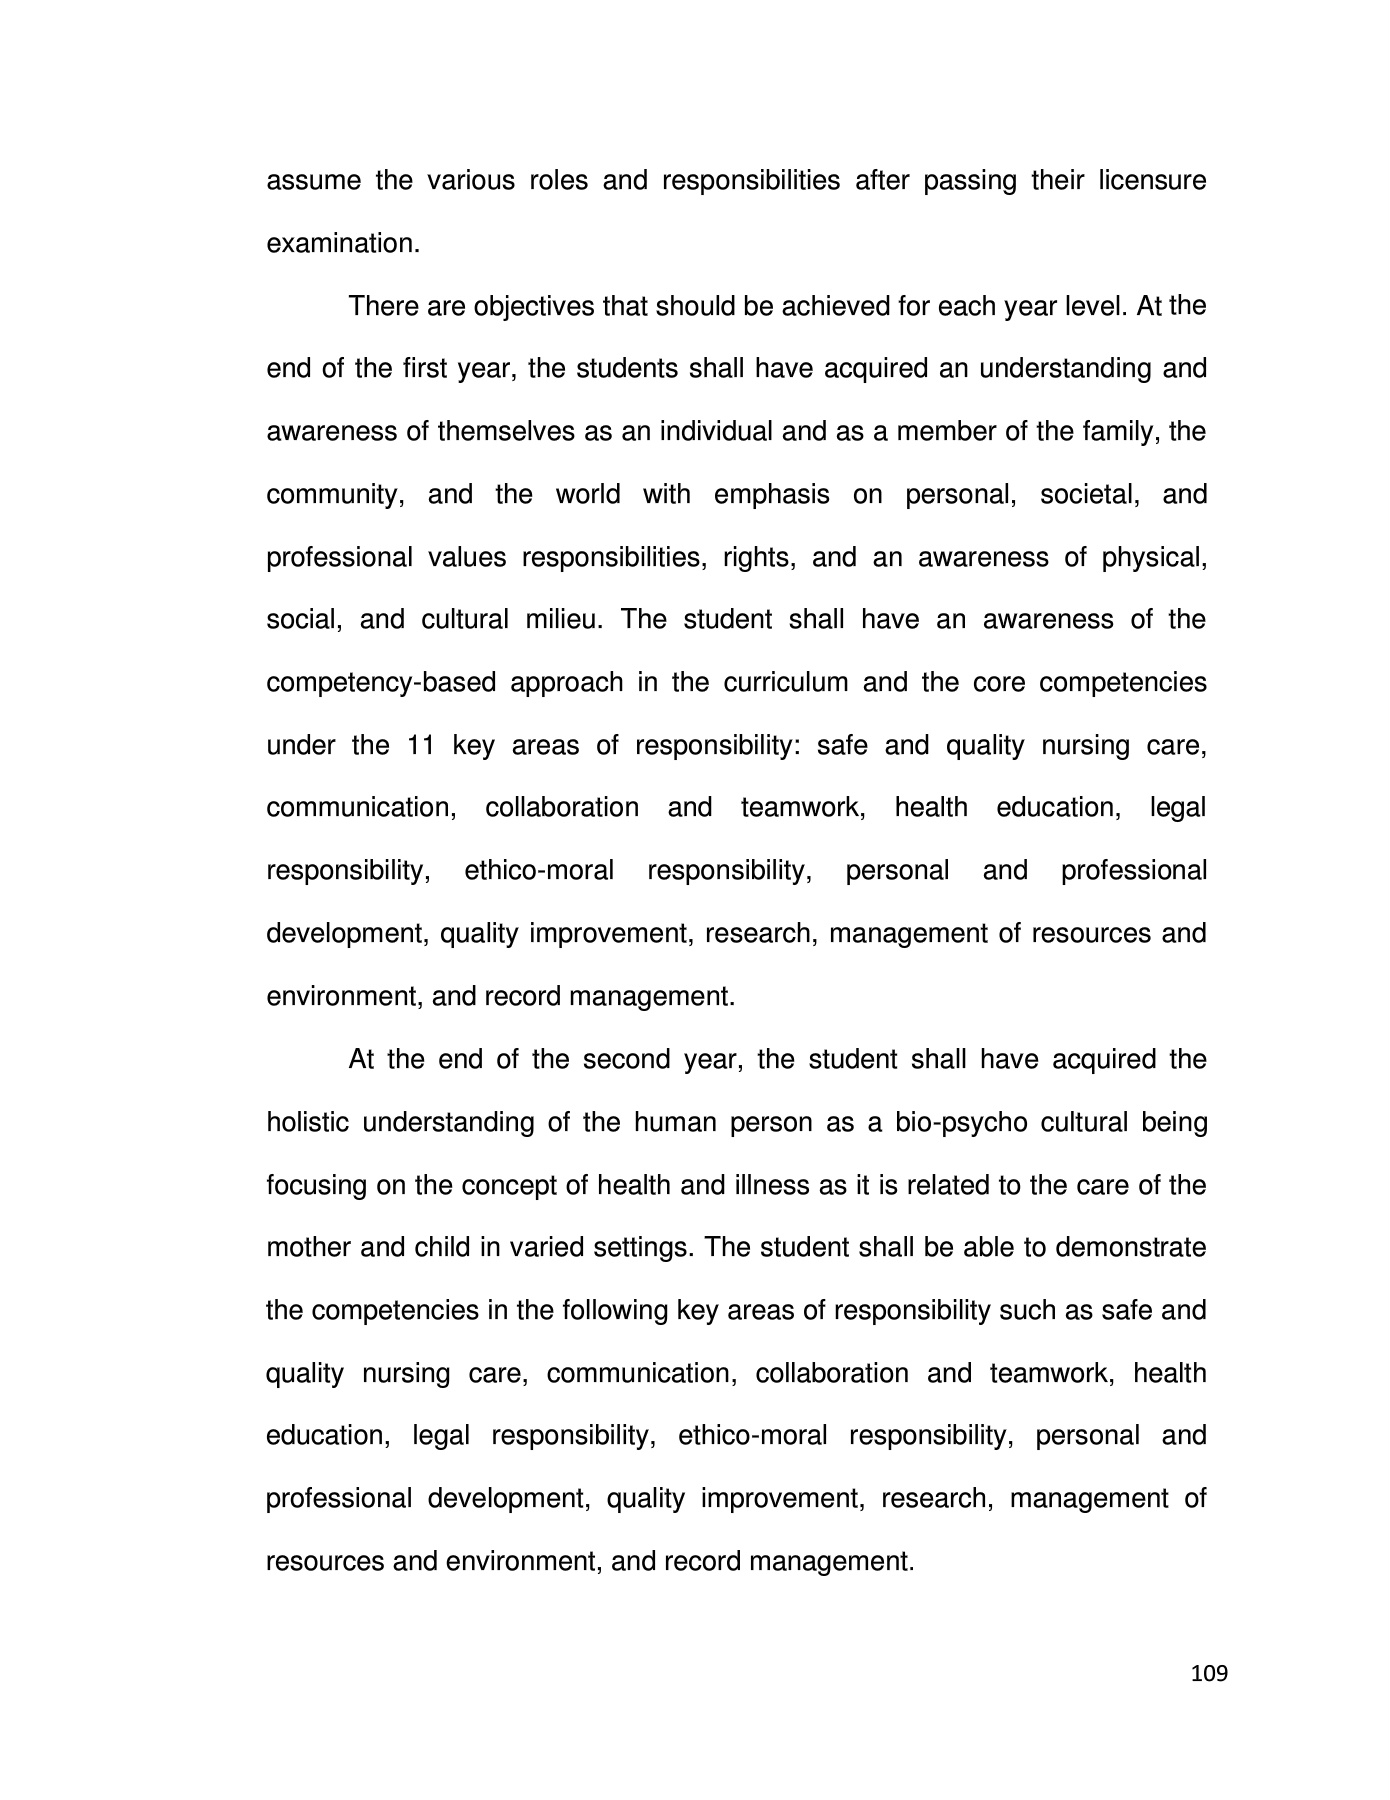 assume the various roles and responsibilities after passing their licensure
examination.
There are objectives that should be achieved for each year level. At the
end of the first year, the students shall have acquired an understanding and
awareness of themselves as an individual and as a member of the family, the
community, and the world with emphasis on personal, societal, and
professional values responsibilities, rights, and an awareness of physical,
social, and cultural milieu. The student shall have an awareness of the
competency-based approach in the curriculum and the core competencies
under the 11 key areas of responsibility: safe and quality nursing care,
communication, collaboration and teamwork, health education, legal
responsibility, ethico-moral responsibility, personal and professional
development, quality improvement, research, management of resources and
environment, and record management.
At the end of the second year, the student shall have acquired the
holistic understanding of the human person as a bio-psycho cultural being
focusing on the concept of health and illness as it is related to the care of the
mother and child in varied settings. The student shall be able to demonstrate
the competencies in the following key areas of responsibility such as safe and
quality nursing care, communication, collaboration and teamwork, health
education, legal responsibility, ethico-moral responsibility, personal and
professional development, quality improvement, research, management of
resources and environment, and record management.
109